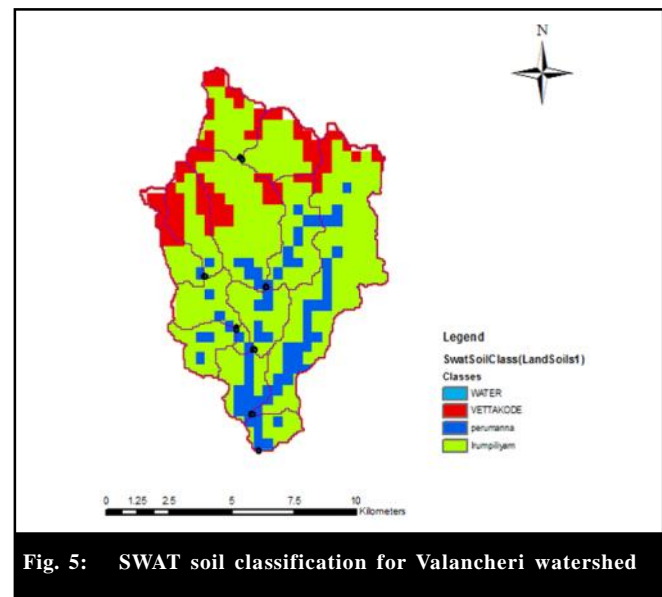 N
Legend
SwatSoilClass(LandSoils1)
Classes
WATER
VETTAKODE
perumanna
Irumpiliyam
0 1.25 2.5 5 7.5 10
Kilometers
Fig. 5: SWAT soil classification for Valancheri watershed